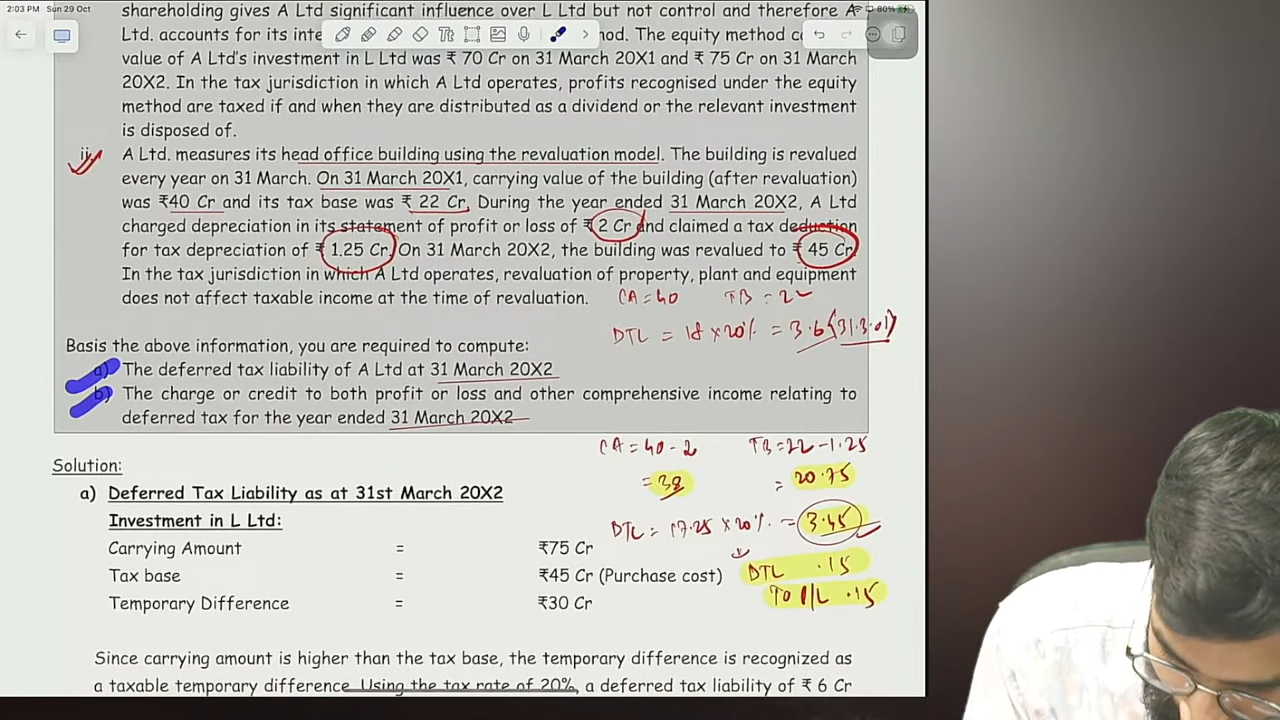 2:03 PM Sun 29 Oct 80%
shareholding gives A Ltd significant influence over L Ltd but not control and therefore A
Ltd. accounts for its inte nod. The equity method c
value of A Ltd's investment in L Ltd was ₹ 70 Cr on 31 March 20X1 and ₹ 75 Cr on 31 March
20X2. In the tax jurisdiction in which A Ltd operates, profits recognised under the equity
method are taxed if and when they are distributed as a dividend or the relevant investment
is disposed of.
ii. A Ltd. measures its head office building using the revaluation model. The building is revalued
every year on 31 March. On 31 March 20X1, carrying value of the building (after revaluation)
was ₹40 Cr and its tax base was ₹ 22 Cr. During the year ended 31 March 20X2, A Ltd
charged depreciation in its statement of profit or loss of ₹ 2 Cr and claimed a tax deduction
for tax depreciation of ₹ 1.25 Cr. On 31 March 20X2, the building was revalued to ₹ 45 Cr.
In the tax jurisdiction in which A Ltd operates, revaluation of property, plant and equipment
does not affect taxable income at the time of revaluation. CA = 40 TB = 22
DTL = 18 × 20% = 3.6 (31.3.01)
Basis the above information, you are required to compute:
a) The deferred tax liability of A Ltd at 31 March 20X2
b) The charge or credit to both profit or loss and other comprehensive income relating to
deferred tax for the year ended 31 March 20X2
CA = 40 - 2 TB = 22 - 1.25
Solution: = 38 = 20.75
a) Deferred Tax Liability as at 31st March 20X2
Investment in L Ltd: DTL = 17.25 × 20% = 3.45
Carrying Amount = ₹75 Cr
DTL .15
Tax base = ₹45 Cr (Purchase cost)
TO P/L .15
Temporary Difference = ₹30 Cr
Since carrying amount is higher than the tax base, the temporary difference is recognized as
a taxable temporary difference. Using the tax rate of 20%, a deferred tax liability of ₹ 6 Cr